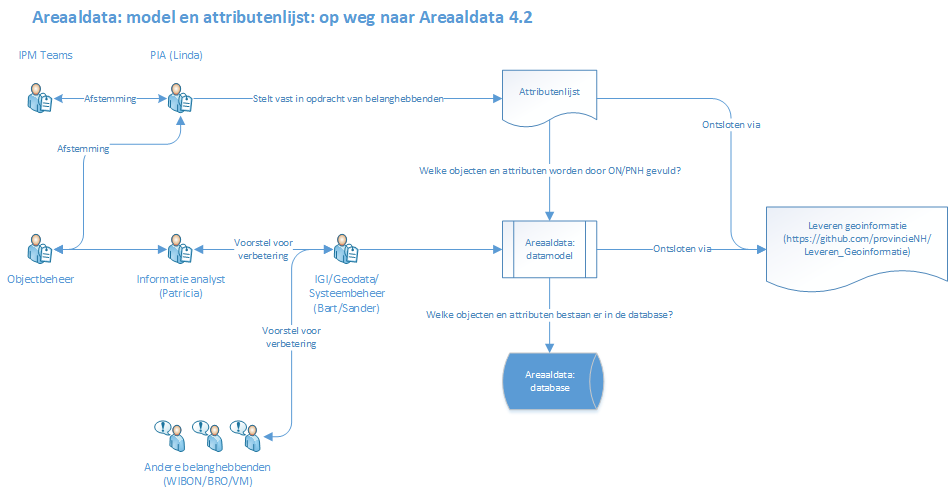 Areaaldata: model en attributenlijst: op weg naar Areaaldata 4.2
IPM Teams
PIA (Linda)
Afstemming
Stelt vast in opdracht van belanghebbenden
Attributenlijst
Ontsloten via
Afstemming
Welke objecten en attributen worden door ON/PNH gevuld?
Leveren geoinformatie
(https://github.com/provincieNH/
Leveren_Geoinformatie)
Voorstel voor
verbetering
Areaaldata:
datamodel
Ontsloten via
Objectbeheer
Informatie analyst
(Patricia)
IGI/Geodata/
Systeembeheer
(Bart/Sander)
Welke objecten en attributen bestaan er in de database?
Voorstel voor
verbetering
Areaaldata:
database
Andere belanghebbenden
(WIBON/BRO/VM)